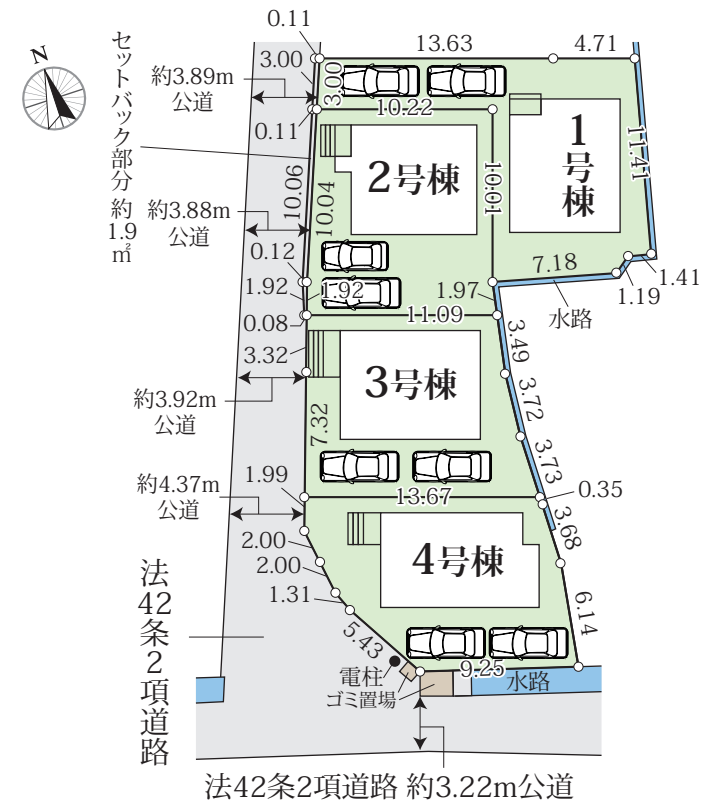 N
セットバック部分 約1.9㎡
0.11
13.63
4.71
3.00
3.00
約3.89m
公道
10.22
0.11
1号棟
11.41
2号棟
10.01
10.06
10.04
約3.88m
公道
0.12
7.18
1.41
1.19
水路
1.92
1.92
1.97
0.08
11.09
3.32
3.49
3号棟
3.72
約3.92m
公道
7.32
3.73
約4.37m
公道
1.99
13.67
0.35
3.68
2.00
2.00
4号棟
1.31
6.14
5.43
法42条2項道路
9.25
電柱
ゴミ置場
水路
法42条2項道路 約3.22m公道